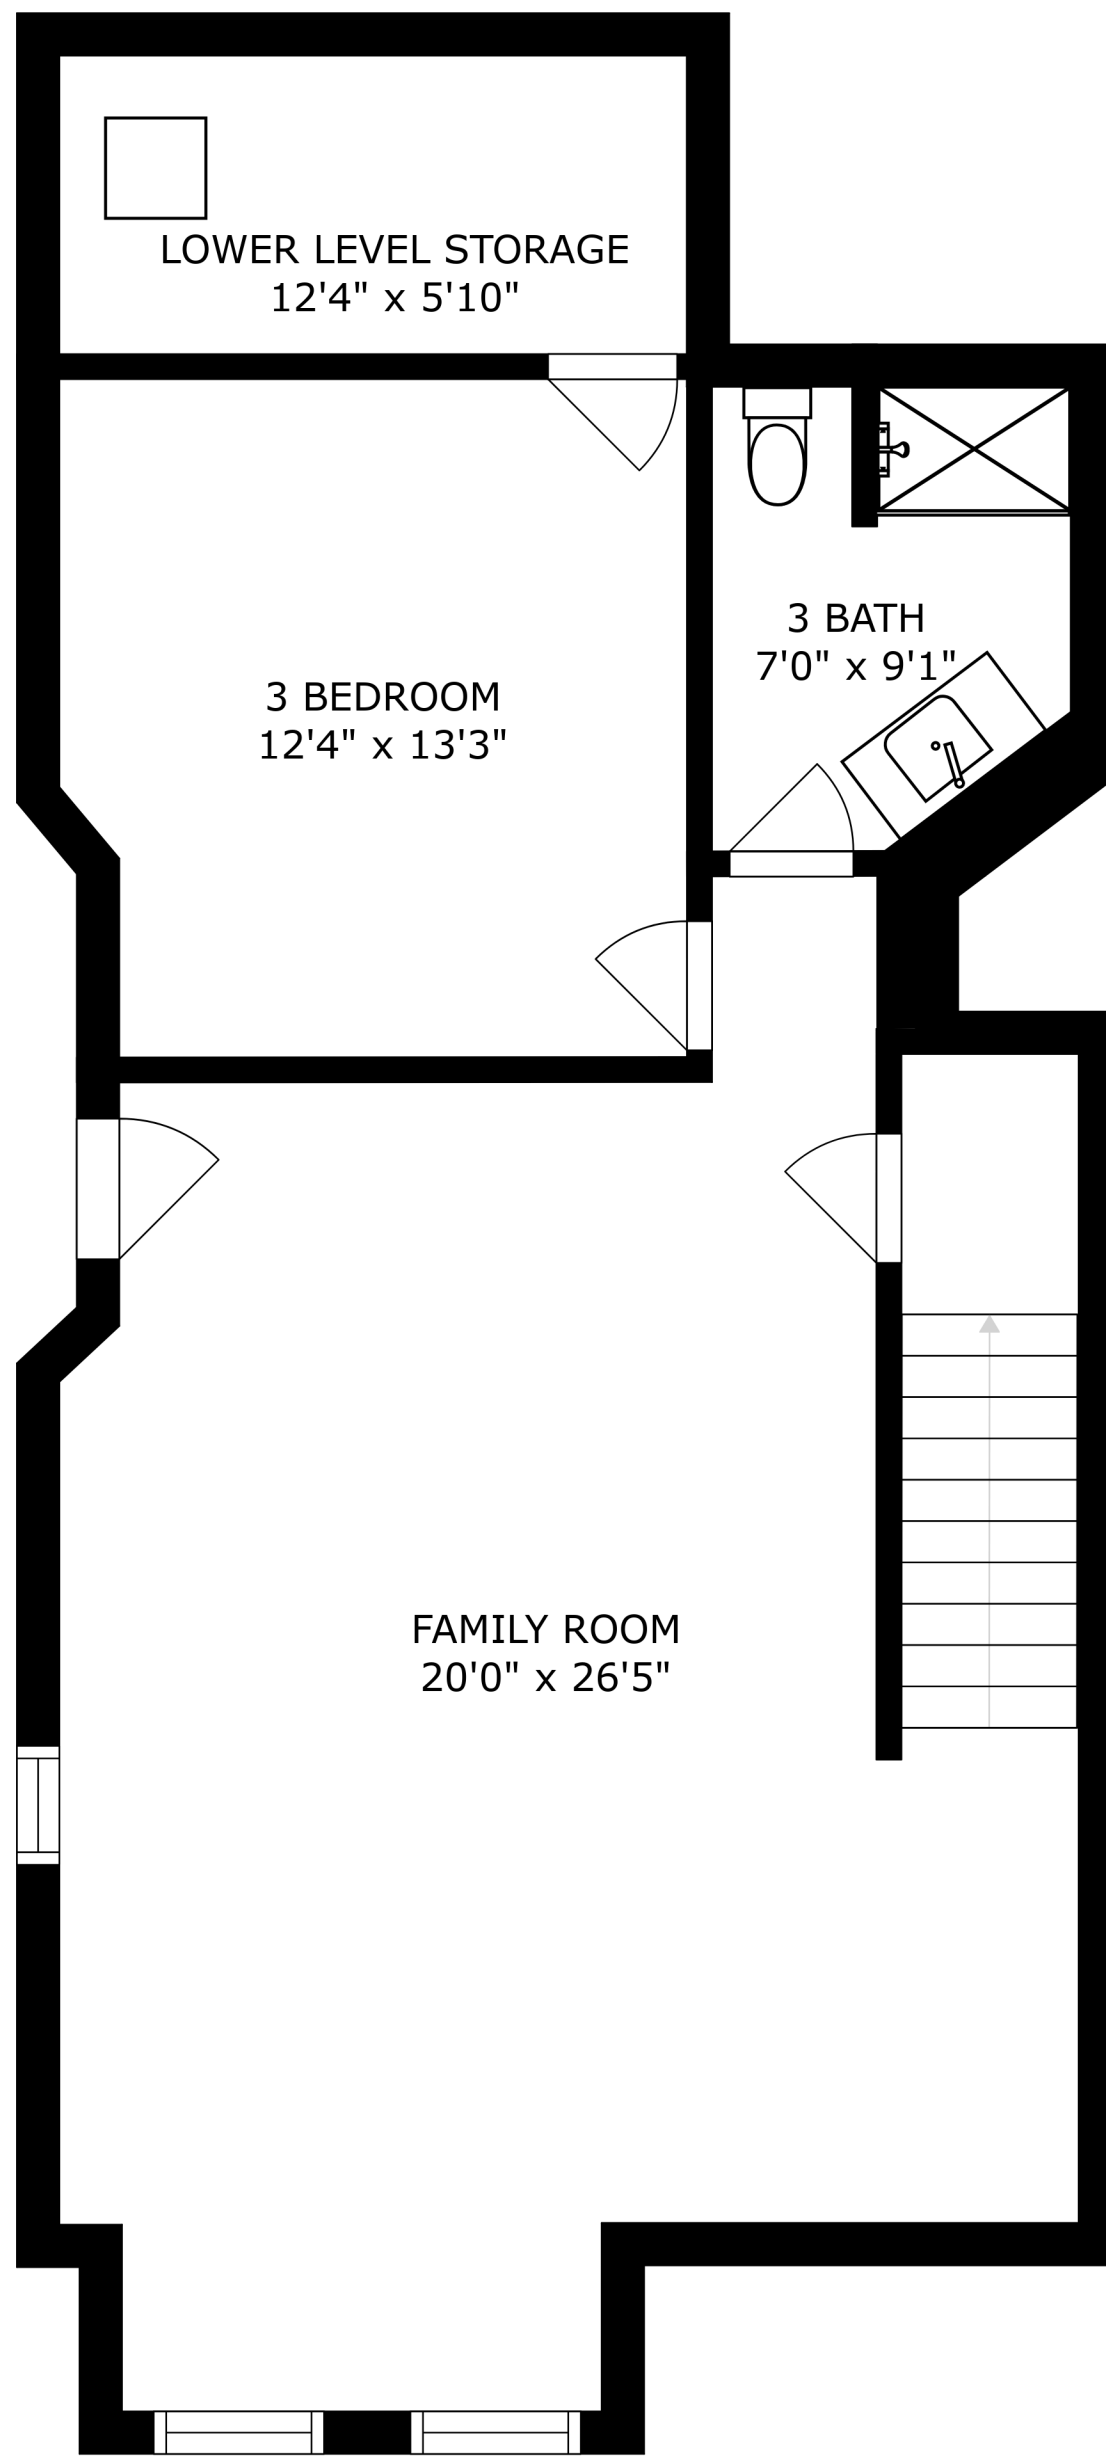 LOWER LEVEL STORAGE
12'4" x 5'10"
3 BATH
7'0" x 9'1"
3 BEDROOM
12'4" x 13'3"
FAMILY ROOM
20'0" x 26'5"